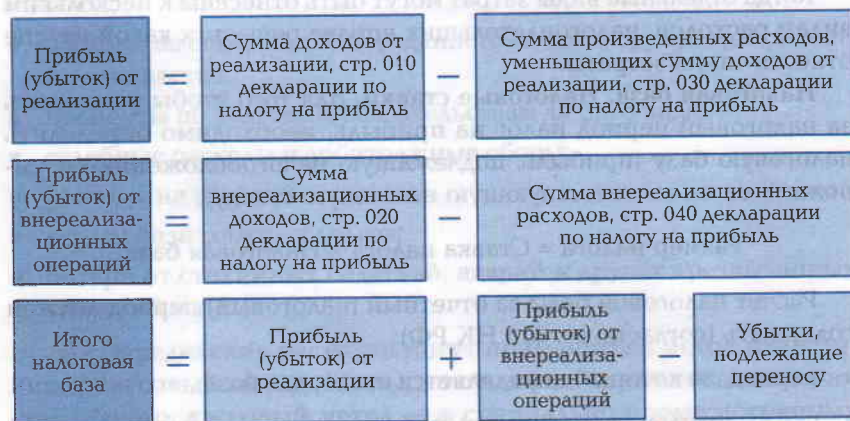 Прибыль
(убыток) от
реализации
=
Сумма доходов от
реализации, стр. 010
декларации по
налогу на прибыль
−
Сумма произведенных расходов,
уменьшающих сумму доходов от
реализации, стр. 030 декларации
по налогу на прибыль
Прибыль
(убыток) от
внереализа-
ционных
операций
=
Сумма
внереализационных
доходов, стр. 020
декларации по
налогу на прибыль
−
Сумма внереализационных
расходов, стр. 040 декларации
по налогу на прибыль
Итого
налоговая
база
=
Прибыль
(убыток) от
реализации
+
Прибыль
(убыток) от
внереализа-
ционных
операций
Убытки,
подлежащие
переносу